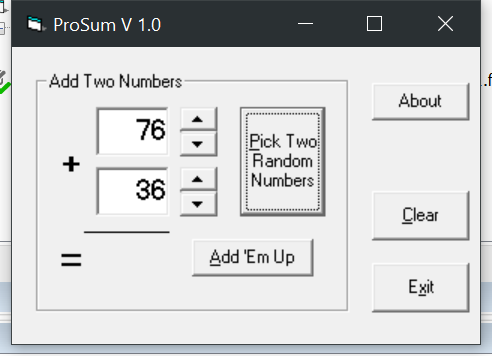 ProSum V 1.0
Add Two Numbers
76
+
36
=
Pick Two
Random
Numbers
Add 'Em Up
About
Clear
Exit
.f